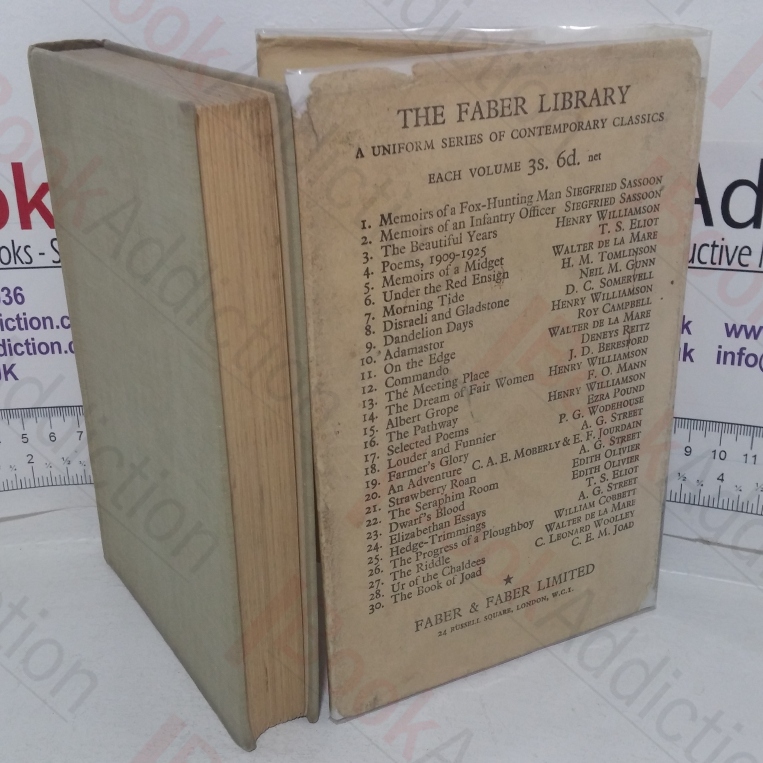 THE FABER LIBRARY
A UNIFORM SERIES OF CONTEMPORARY CLASSICS
EACH VOLUME 3s. 6d. net
1. Memoirs of a Fox-Hunting Man SIEGFRIED SASSOON
2. Memoirs of an Infantry Officer SIEGFRIED SASSOON
3. The Beautiful Years HENRY WILLIAMSON
4. Poems, 1909-1925 T. S. ELIOT
5. Memoirs of a Midget WALTER DE LA MARE
6. Under the Red Ensign H. M. TOMLINSON
7. Morning Tide NEIL M. GUNN
8. Disraeli and Gladstone D. C. SOMERVELL
9. Dandelion Days HENRY WILLIAMSON
10. Adamastor ROY CAMPBELL
11. On the Edge WALTER DE LA MARE
12. Commando DENEYS REITZ
13. The Meeting Place J. D. BERESFORD
14. The Dream of Fair Women HENRY WILLIAMSON
15. Albert Grope F. O. MANN
16. The Pathway HENRY WILLIAMSON
17. Selected Poems EZRA POUND
18. Louder and Funnier P. G. WODEHOUSE
19. Farmer's Glory A. G. STREET
20. An Adventure C. A. E. MOBERLY & E. F. JOURDAIN
21. Strawberry Roan A. G. STREET
22. The Seraphim Room EDITH OLIVIER
23. Dwarf's Blood EDITH OLIVIER
24. Elizabethan Essays T. S. ELIOT
25. Hedge-Trimmings A. G. STREET
26. The Progress of a Ploughboy WILLIAM COBBETT
27. The Riddle WALTER DE LA MARE
28. Ur of the Chaldees C. LEONARD WOOLLEY
30. The Book of Joad C. E. M. JOAD
FABER & FABER LIMITED
24 RUSSELL SQUARE, LONDON, W.C.1.